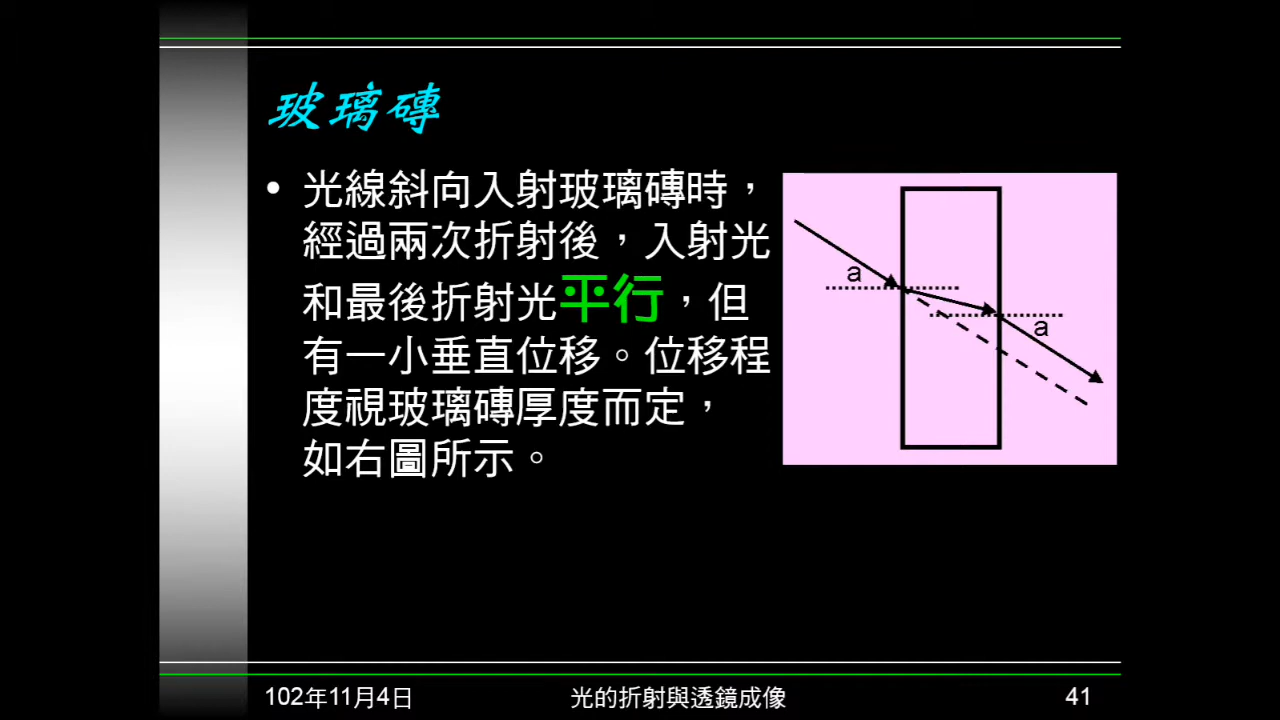 玻璃磚
• 光線斜向入射玻璃磚時，
經過兩次折射後，入射光
和最後折射光平行，但
有一小垂直位移。位移程
度視玻璃磚厚度而定，
如右圖所示。
a
a
102年11月4日
光的折射與透鏡成像
41